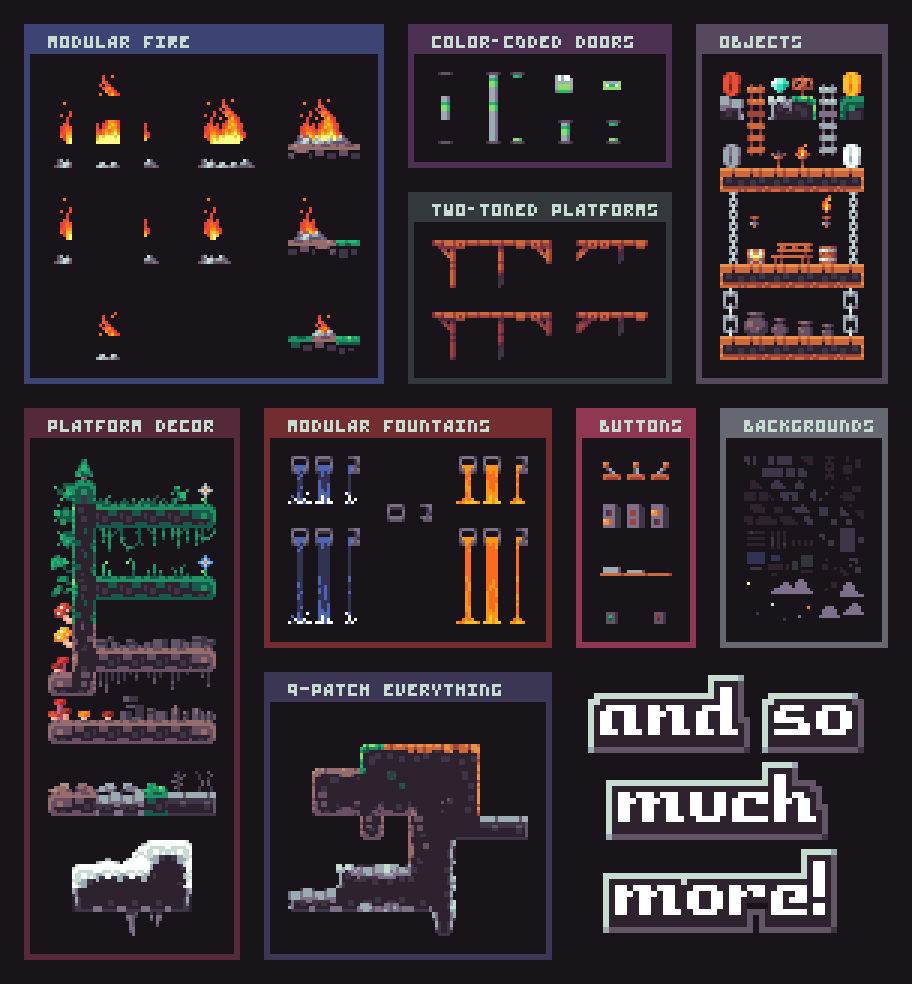 MODULAR FIRE
COLOR-CODED DOORS
OBJECTS
TWO-TONED PLATFORMS
PLATFORM DECOR
MODULAR FOUNTAINS
BUTTONS
BACKGROUNDS
9-PATCH EVERYTHING
and so
much
more!